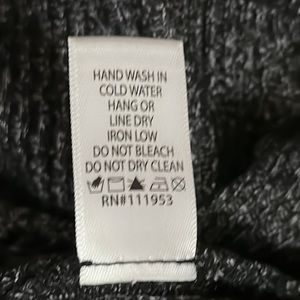 HAND WASH IN
COLD WATER
HANG OR
LINE DRY
IRON LOW
DO NOT BLEACH
DO NOT DRY CLEAN
RN#111953